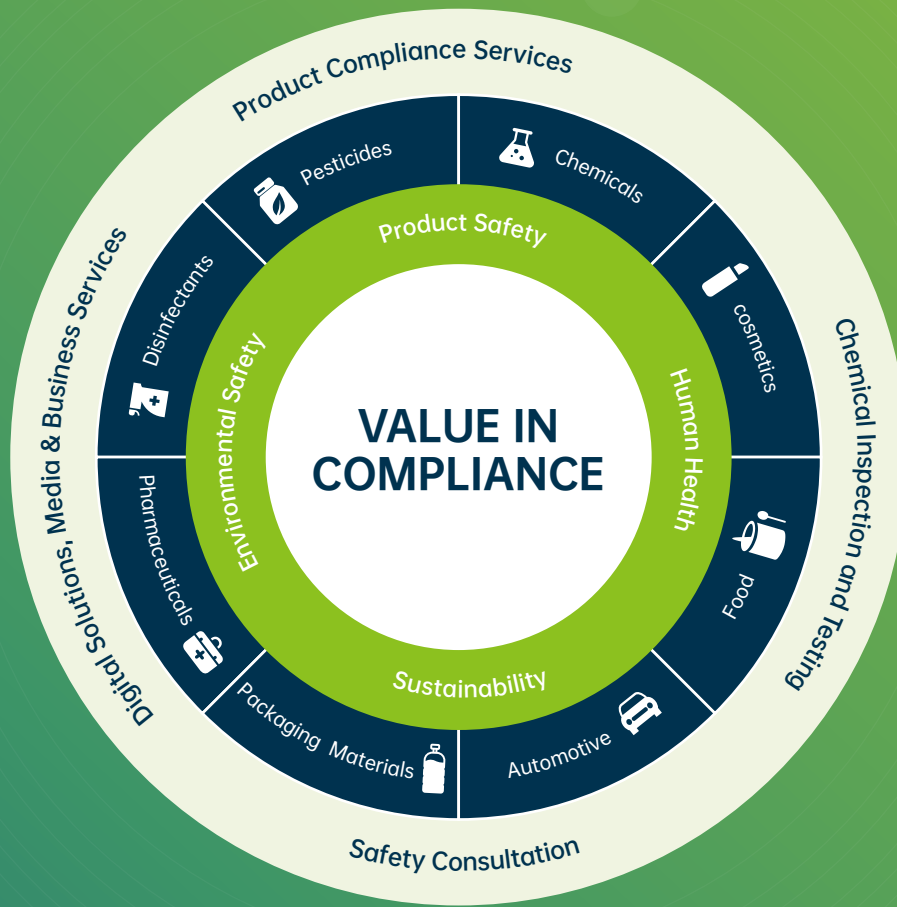 Product Compliance Services
Chemical Inspection and Testing
Safety Consultation
Digital Solutions, Media & Business Services
Pesticides
Chemicals
cosmetics
Food
Automotive
Packaging Materials
Pharmaceuticals
Disinfectants
Product Safety
Human Health
Sustainability
Environmental Safety
VALUE IN
COMPLIANCE